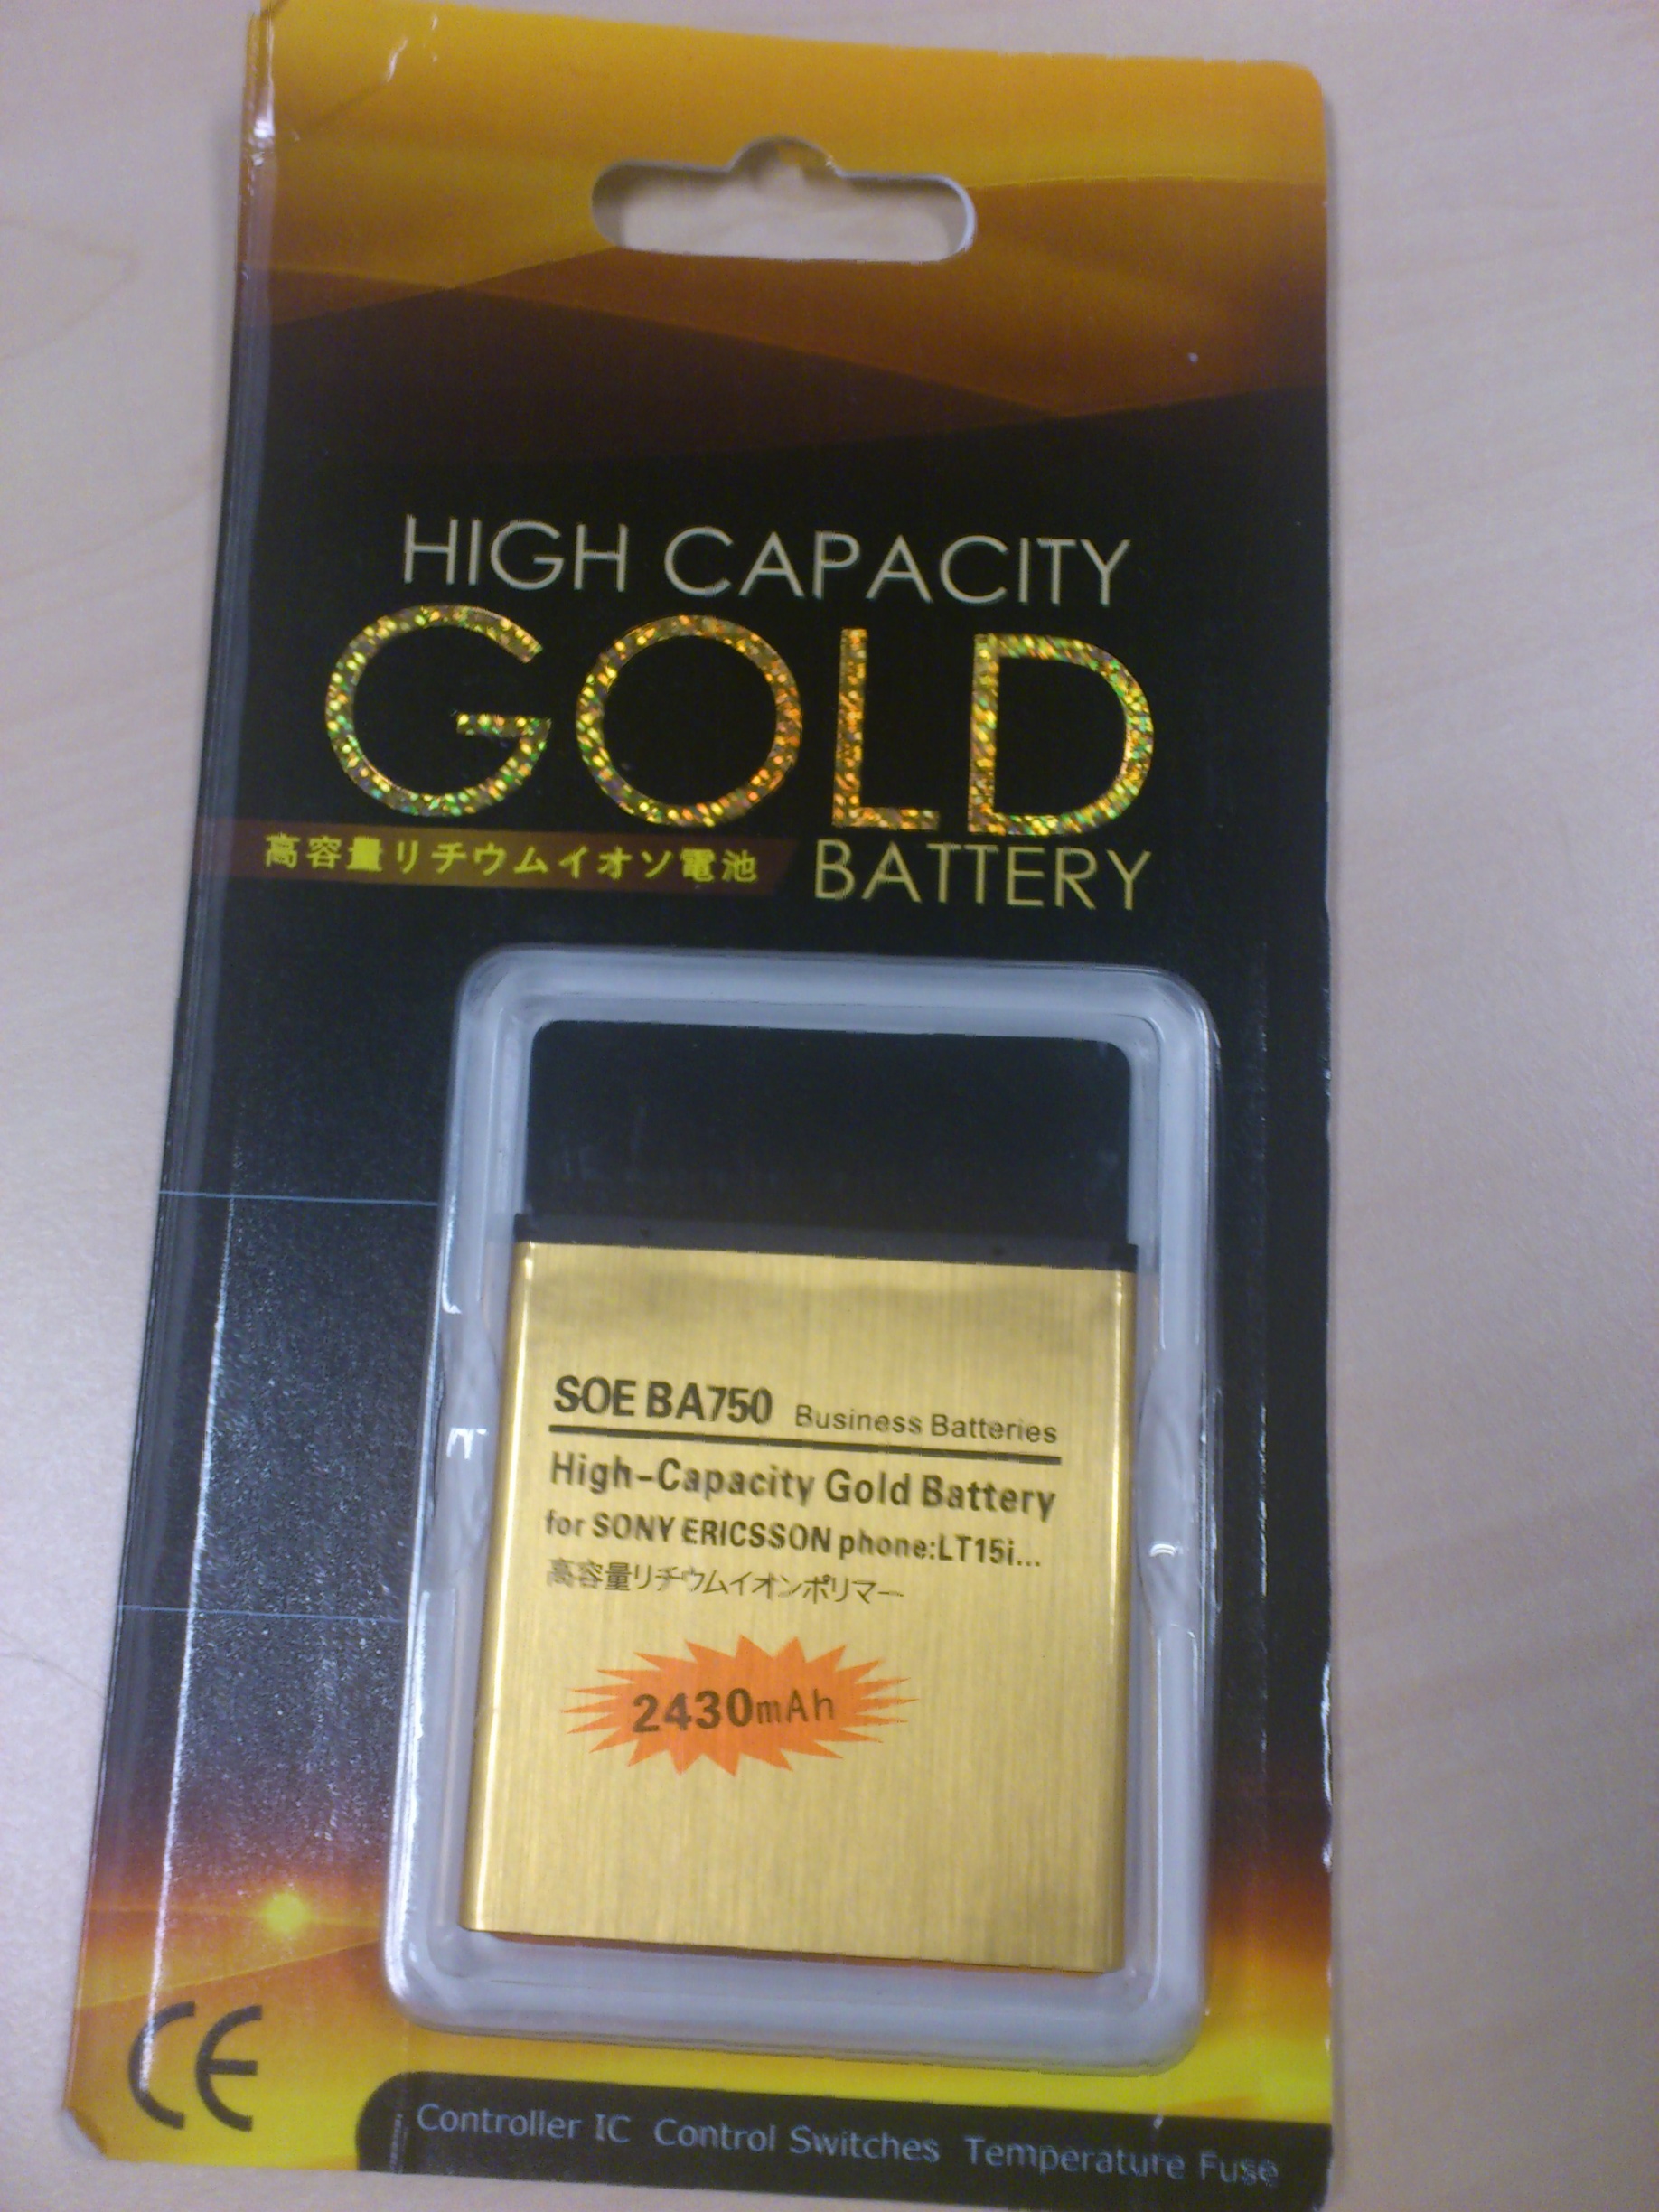 HIGH CAPACITY
GOLD
高容量リチウムイオソ電池 BATTERY
SOE BA750 Business Batteries
High-Capacity Gold Battery
for SONY ERICSSON phone:LT15i...
高容量リチウムイオンポリマー
2430mAh
CE
Controller IC Control Switches Temperature Fuse